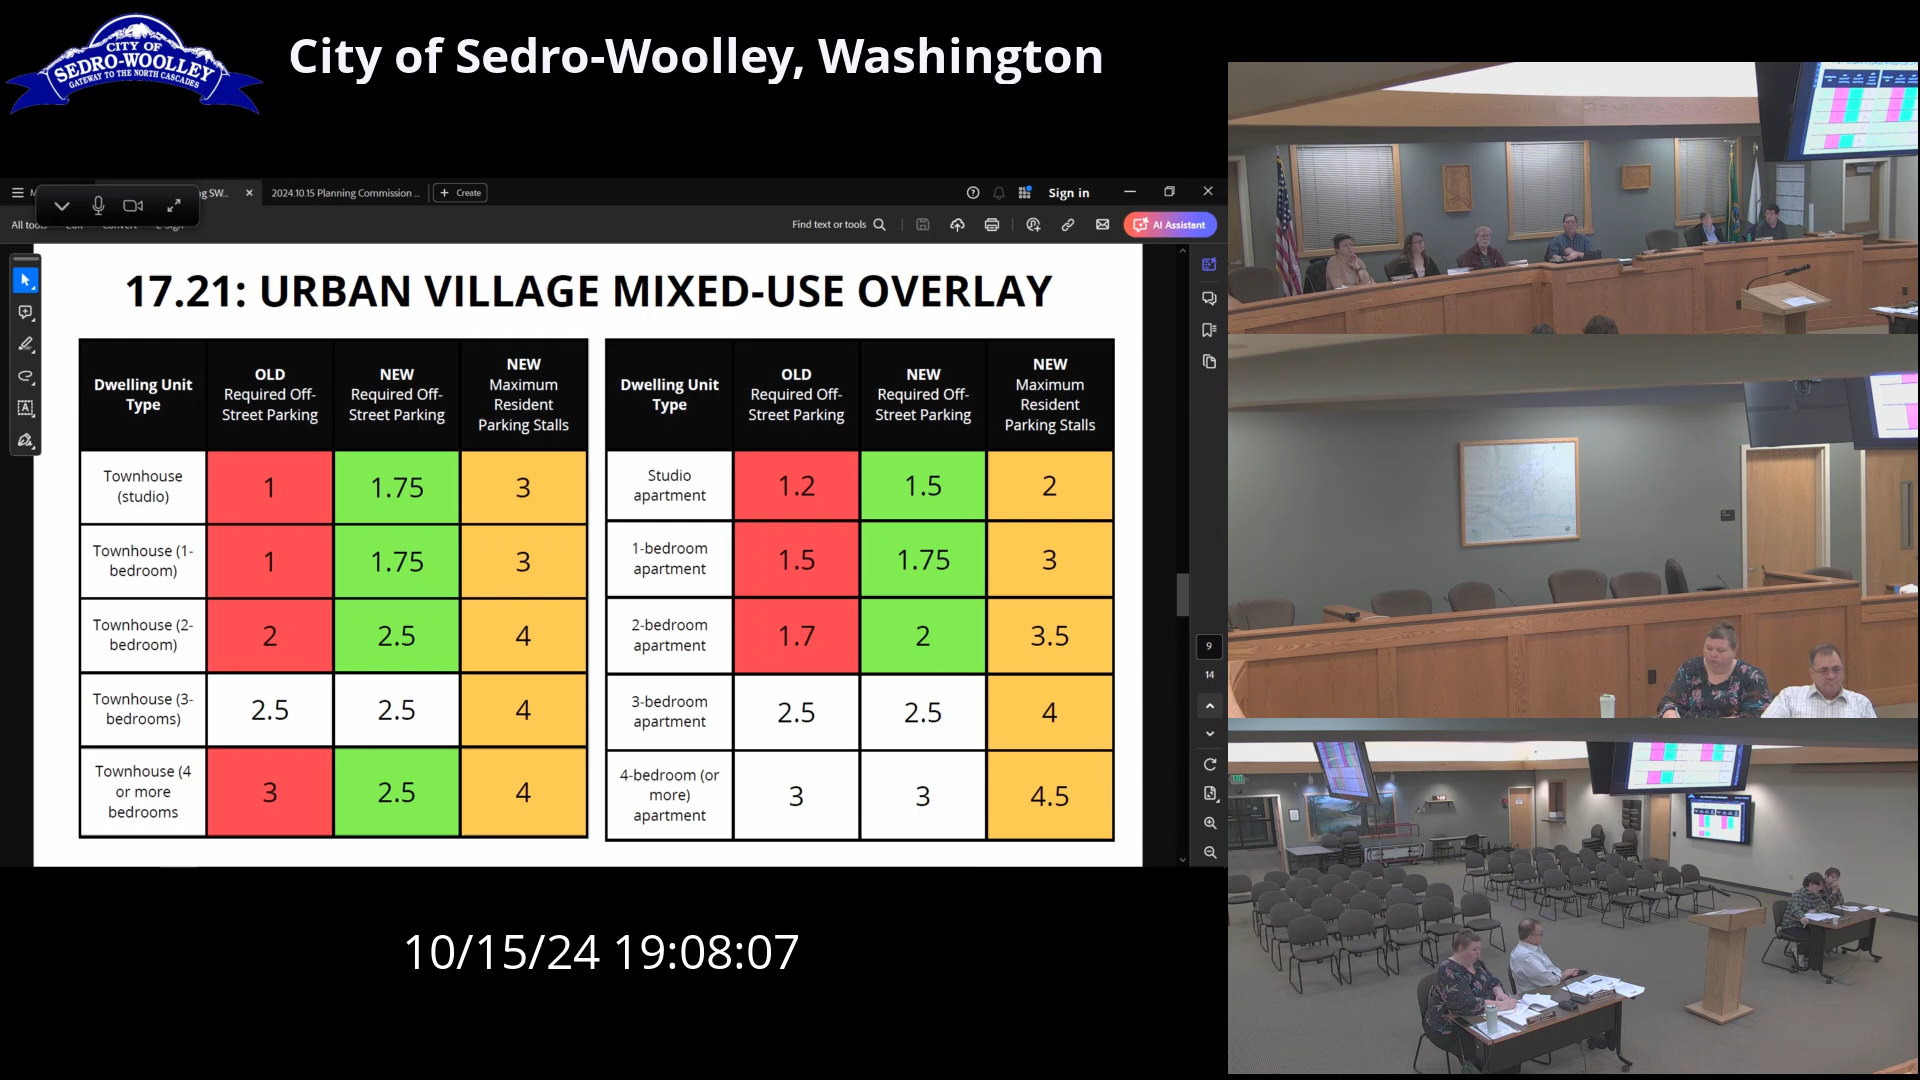 CITY OF
SEDRO-WOOLLEY
GATEWAY TO THE NORTH CASCADES
City of Sedro-Woolley, Washington
2024.10.15 Planning Commission ...
Create
Sign in
All tools
Find text or tools
AI Assistant
17.21: URBAN VILLAGE MIXED-USE OVERLAY
Dwelling Unit
Type
OLD
Required Off-
Street Parking
NEW
Required Off-
Street Parking
NEW
Maximum
Resident
Parking Stalls
Townhouse
(studio)
1
1.75
3
Townhouse (1-
bedroom)
1
1.75
3
Townhouse (2-
bedroom)
2
2.5
4
Townhouse (3-
bedrooms)
2.5
2.5
4
Townhouse (4
or more
bedrooms
3
2.5
4
Dwelling Unit
Type
OLD
Required Off-
Street Parking
NEW
Required Off-
Street Parking
NEW
Maximum
Resident
Parking Stalls
Studio
apartment
1.2
1.5
2
1-bedroom
apartment
1.5
1.75
3
2-bedroom
apartment
1.7
2
3.5
3-bedroom
apartment
2.5
2.5
4
4-bedroom (or
more)
apartment
3
3
4.5
9
14
10/15/24 19:08:07